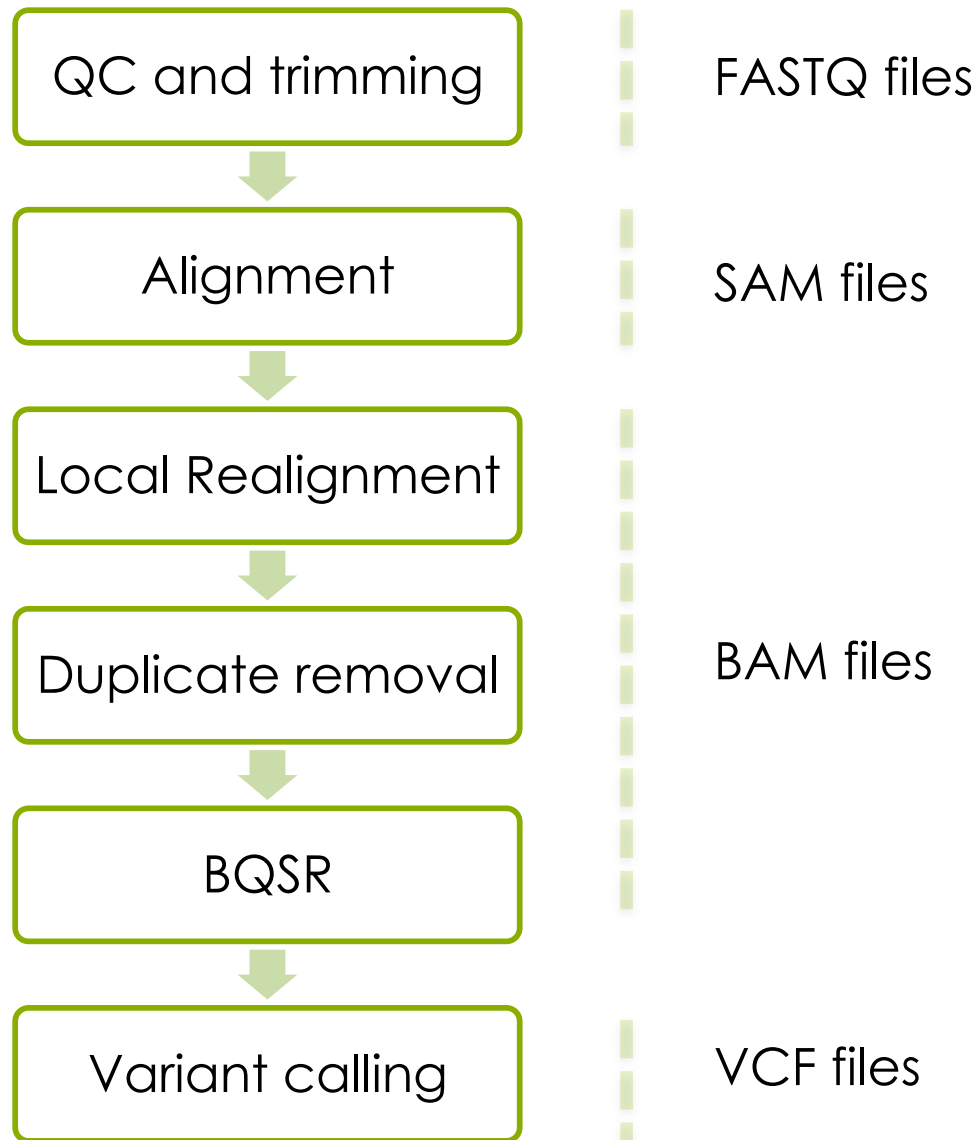 QC and trimming
FASTQ files
Alignment
SAM files
Local Realignment
Duplicate removal
BAM files
BQSR
Variant calling
VCF files